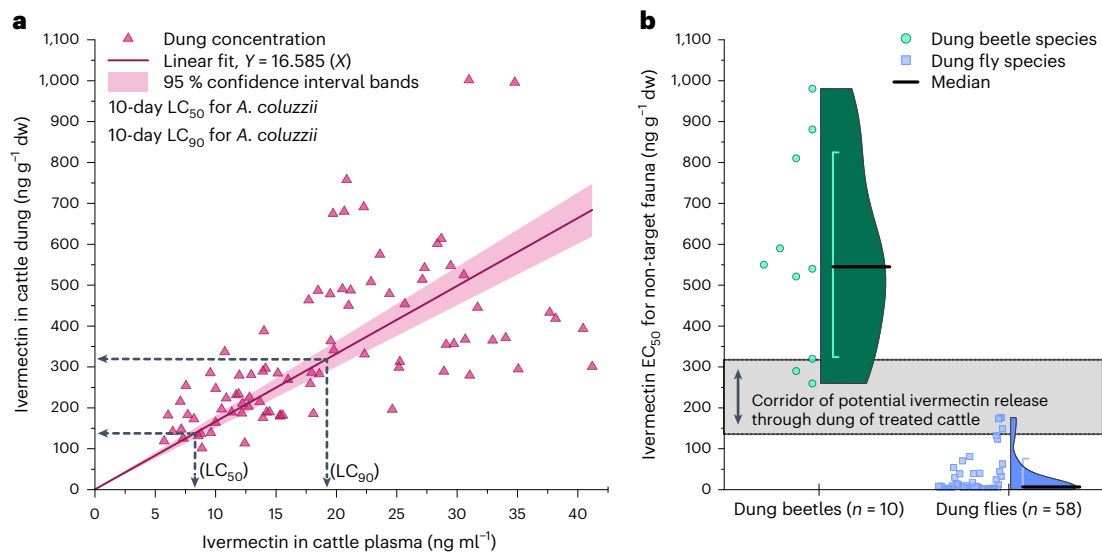 a
Dung concentration
Linear fit, Y = 16.585 (X)
95 % confidence interval bands
10-day LC50 for A. coluzzii
10-day LC90 for A. coluzzii
1,100
1,000
900
800
700
600
500
400
300
200
100
0
Ivermectin in cattle dung (ng g–1 dw)
(LC50)
(LC90)
0 5 10 15 20 25 30 35 40
Ivermectin in cattle plasma (ng ml–1)
b
Dung beetle species
Dung fly species
Median
1,100
1,000
900
800
700
600
500
400
300
200
100
0
Ivermectin EC50 for non-target fauna (ng g–1 dw)
Corridor of potential ivermectin release
through dung of treated cattle
Dung beetles (n = 10) Dung flies (n = 58)